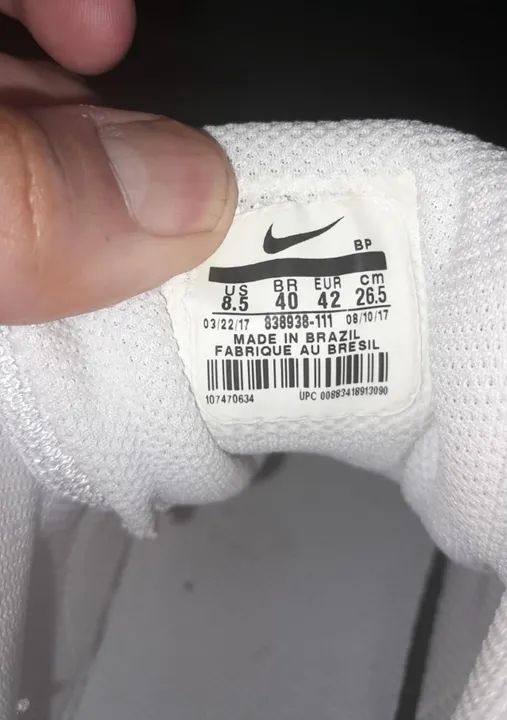 BP
US BR EUR cm
8.5 40 42 26.5
03/22/17 838938-111 08/10/17
MADE IN BRAZIL
FABRIQUE AU BRESIL
107470634 UPC 00883418913090